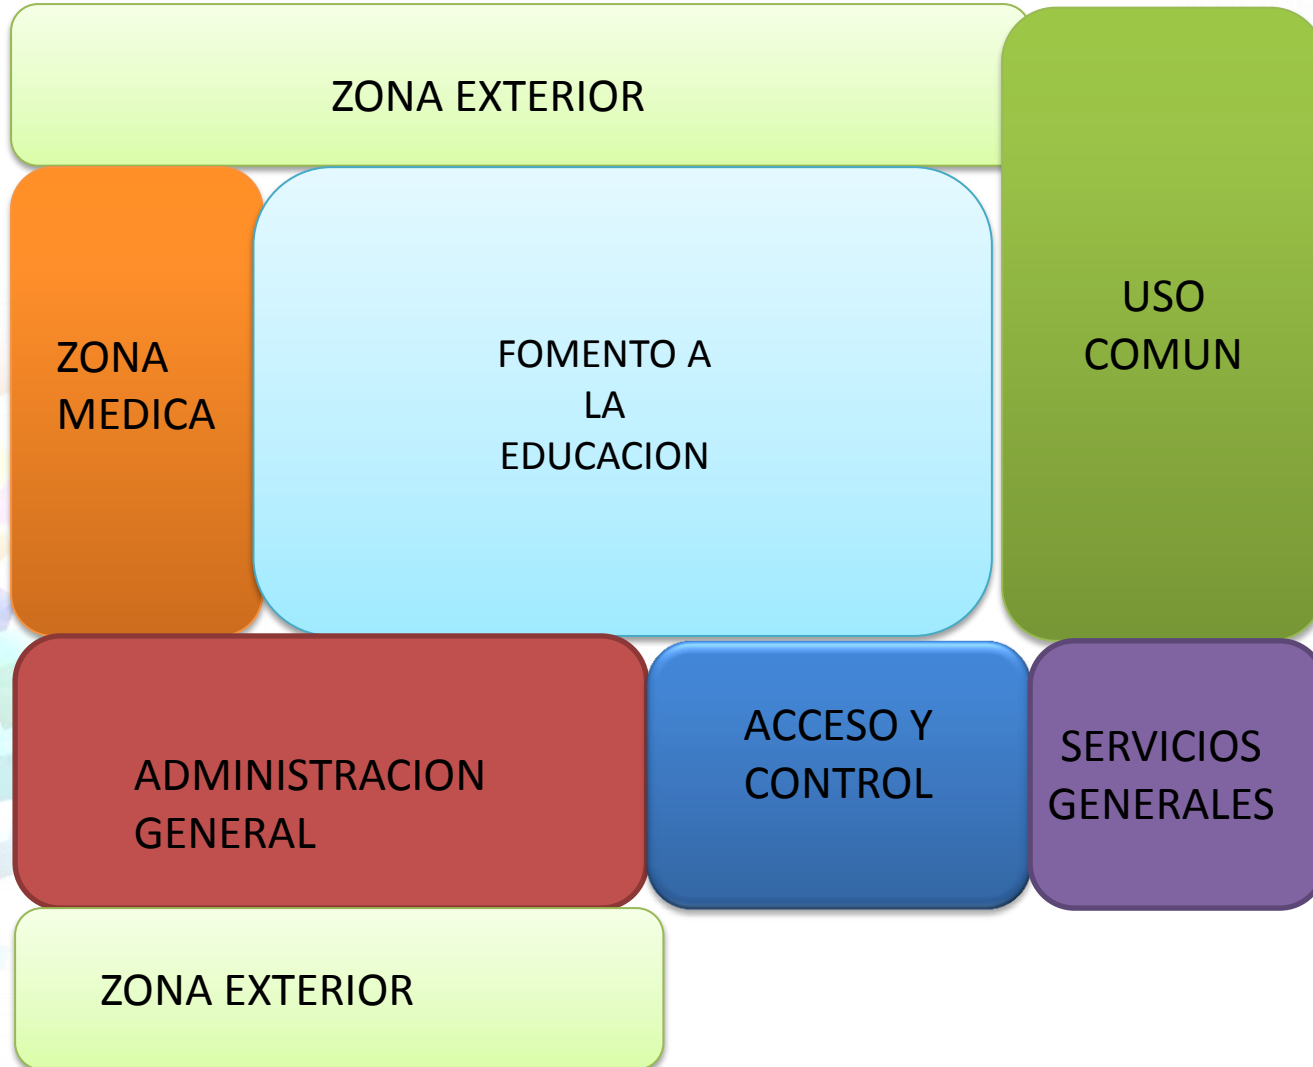 ZONA EXTERIOR
ZONA
MEDICA
FOMENTO A
LA
EDUCACION
USO
COMUN
ADMINISTRACION
GENERAL
ACCESO Y
CONTROL
SERVICIOS
GENERALES
ZONA EXTERIOR